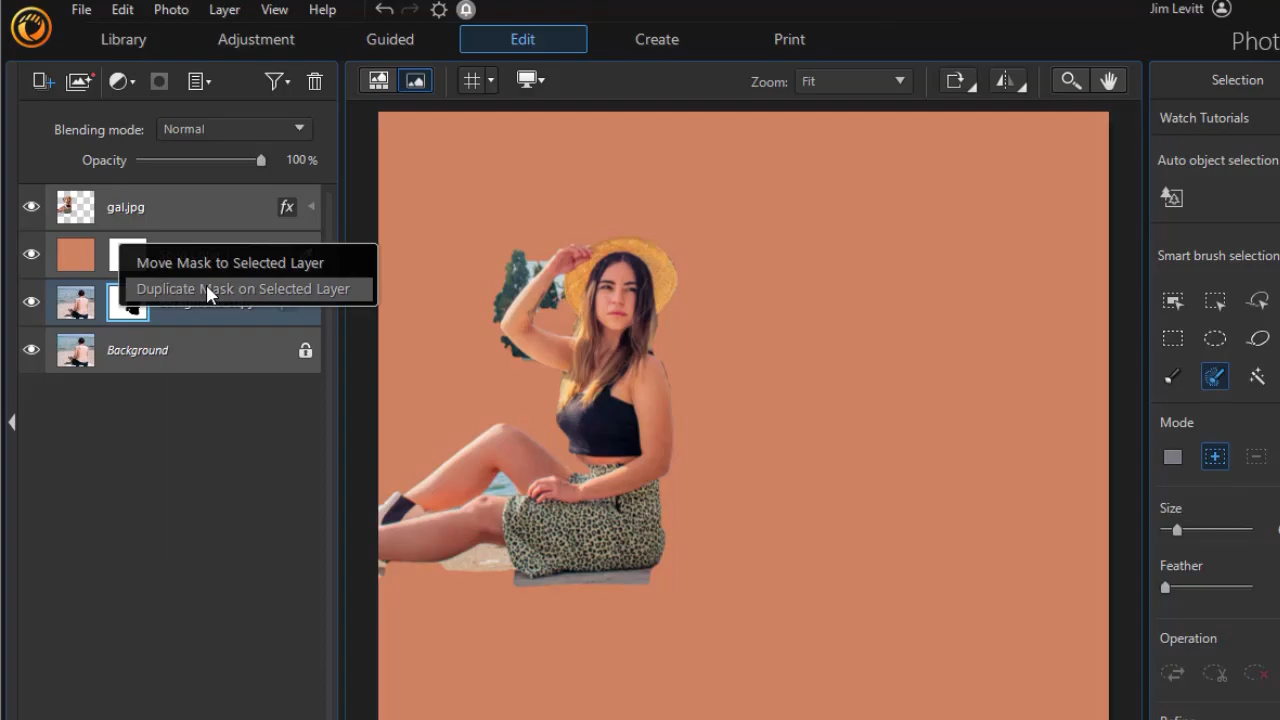 File Edit Photo Layer View Help
Jim Levitt
Library Adjustment Guided Edit Create Print
Phot
Zoom: Fit
Selection
Blending mode: Normal
Opacity 100 %
Watch Tutorials
Auto object selection
gal.jpg fx
Move Mask to Selected Layer
Duplicate Mask on Selected Layer
Smart brush selection
Background
Mode
Size
Feather
Operation